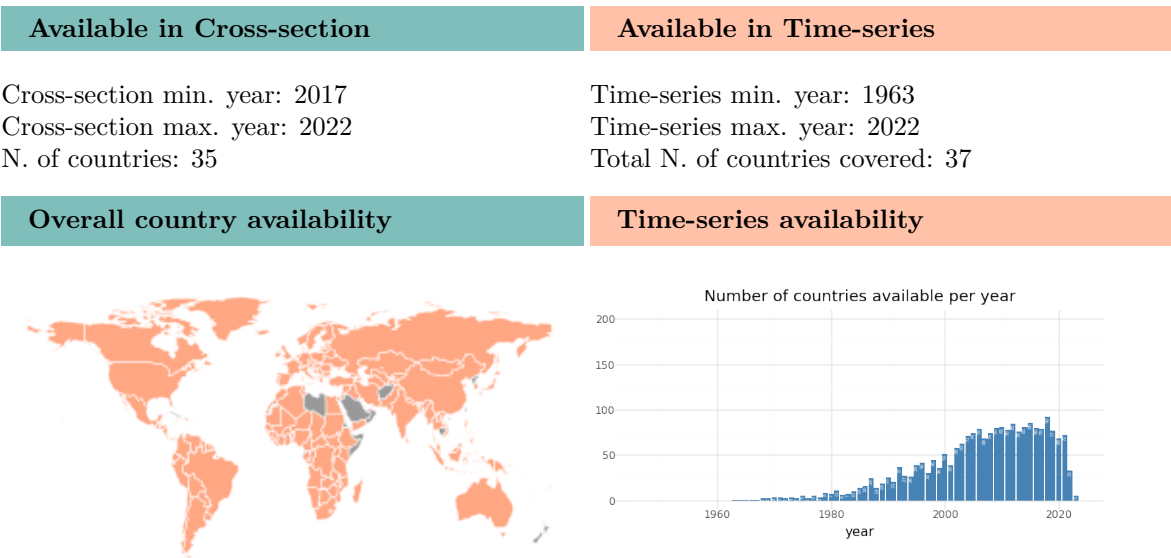 Available in Cross-section
Available in Time-series
Cross-section min. year: 2017
Cross-section max. year: 2022
N. of countries: 35
Time-series min. year: 1963
Time-series max. year: 2022
Total N. of countries covered: 37
Overall country availability
Time-series availability
Number of countries available per year
200
150
100
50
0
1960
1980
2000
2020
year